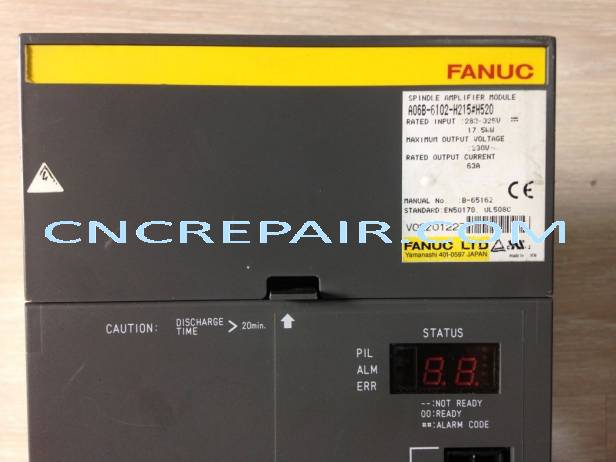 FANUC
SPINDLE AMPLIFIER MODULE
A06B-6102-H215#H520
RATED INPUT :283-325V
17.5kW
MAXIMUM OUTPUT VOLTAGE
:230V~
RATED OUTPUT CURRENT
63A
MANUAL No. :B-65162
STANDARD:EN50178, UL508C
CE
CNCREPAIR.COM
FANUC LTD
Yamanashi 401-0597 JAPAN
CAUTION: DISCHARGE TIME > 20min.
STATUS
PIL
ALM
ERR
--:NOT READY
00:READY
##:ALARM CODE